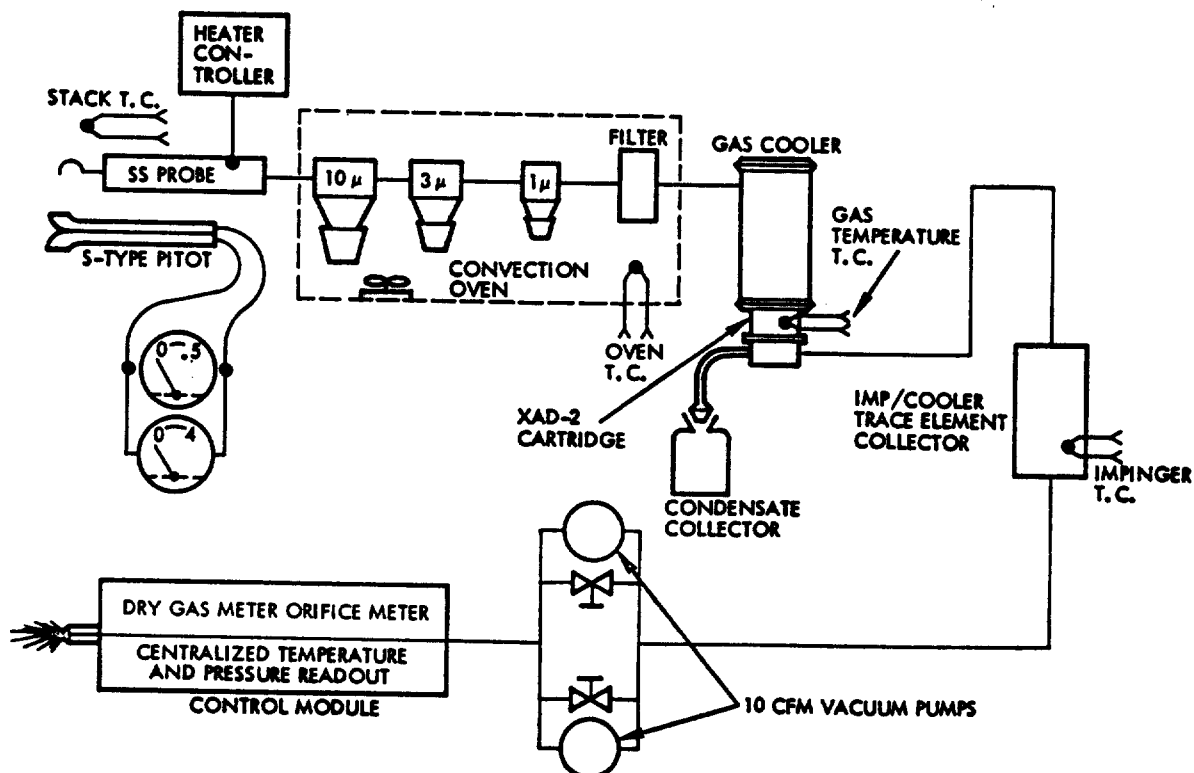 HEATER
CON-
TROLLER
STACK T.C.
SS PROBE
S-TYPE PITOT
0-.5
0-4
10 μ
3 μ
1μ
FILTER
CONVECTION
OVEN
OVEN
T.C.
GAS COOLER
GAS
TEMPERATURE
T.C.
XAD-2
CARTRIDGE
CONDENSATE
COLLECTOR
IMP/COOLER
TRACE ELEMENT
COLLECTOR
IMPINGER
T.C.
10 CFM VACUUM PUMPS
DRY GAS METER ORIFICE METER
CENTRALIZED TEMPERATURE
AND PRESSURE READOUT
CONTROL MODULE